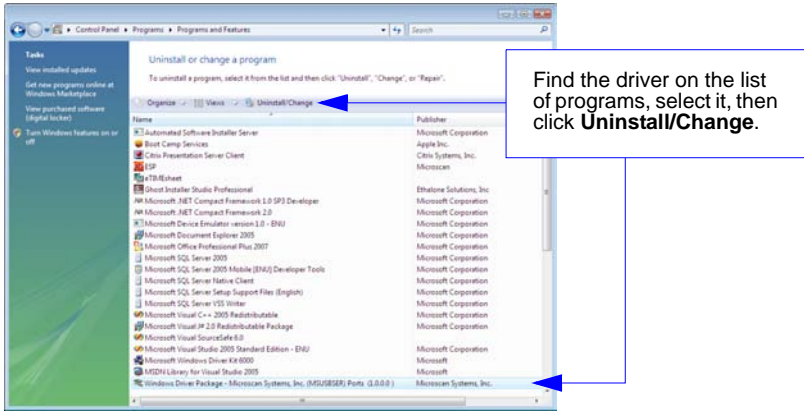 Control Panel ▸ Programs ▸ Programs and Features
Search
Tasks
View installed updates
Get new programs online at
Windows Marketplace
View purchased software
(digital locker)
Turn Windows features on or
off
Uninstall or change a program
To uninstall a program, select it from the list and then click "Uninstall", "Change", or "Repair".
Organize Views Uninstall/Change
Name Publisher
Automated Software Installer Server Microsoft Corporation
Boot Camp Services Apple Inc.
Citrix Presentation Server Client Citrix Systems, Inc.
ESP Microscan
eTIMEsheet
Ghost Installer Studio Professional Ethalone Solutions, Inc
Microsoft .NET Compact Framework 1.0 SP3 Developer Microsoft Corporation
Microsoft .NET Compact Framework 2.0 Microsoft Corporation
Microsoft Device Emulator version 1.0 - ENU Microsoft Corporation
Microsoft Document Explorer 2005 Microsoft Corporation
Microsoft Office Professional Plus 2007 Microsoft Corporation
Microsoft SQL Server 2005 Microsoft Corporation
Microsoft SQL Server 2005 Mobile [ENU] Developer Tools Microsoft Corporation
Microsoft SQL Server Native Client Microsoft Corporation
Microsoft SQL Server Setup Support Files (English) Microsoft Corporation
Microsoft SQL Server VSS Writer Microsoft Corporation
Microsoft Visual C++ 2005 Redistributable Microsoft Corporation
Microsoft Visual J# 2.0 Redistributable Package Microsoft Corporation
Microsoft Visual SourceSafe 6.0
Microsoft Visual Studio 2005 Standard Edition - ENU Microsoft Corporation
Microsoft Windows Driver Kit 6000 Microsoft
MSDN Library for Visual Studio 2005 Microsoft
Windows Driver Package - Microscan Systems, Inc. (MSUSBSER) Ports (1.0.0.0 ) Microscan Systems, Inc.
Find the driver on the list
of programs, select it, then
click Uninstall/Change.